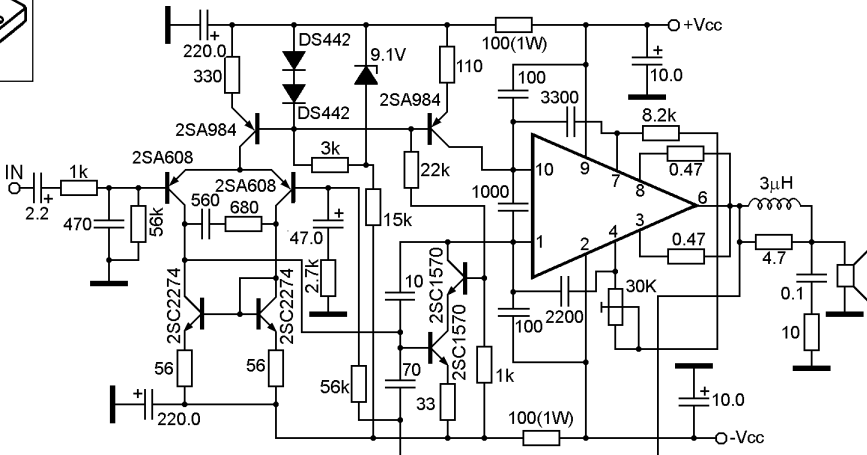 +Vcc
DS442
9.1V
220.0
+
100(1W)
+
10.0
330
110
100
DS442
3300
8.2k
2SA984
2SA984
3k
2SA608
22k
10
9
7
8
0.47
IN
1k
2SA608
3µH
+
2.2
470
56k
560
680
+
47.0
15k
1000
6
1
2
4
3
4.7
0.47
2.7k
10
2SC1570
30K
0.1
2SC2274
2SC2274
2SC1570
100
2200
10
56
56
56k
70
33
1k
+
220.0
100(1W)
+
10.0
-Vcc